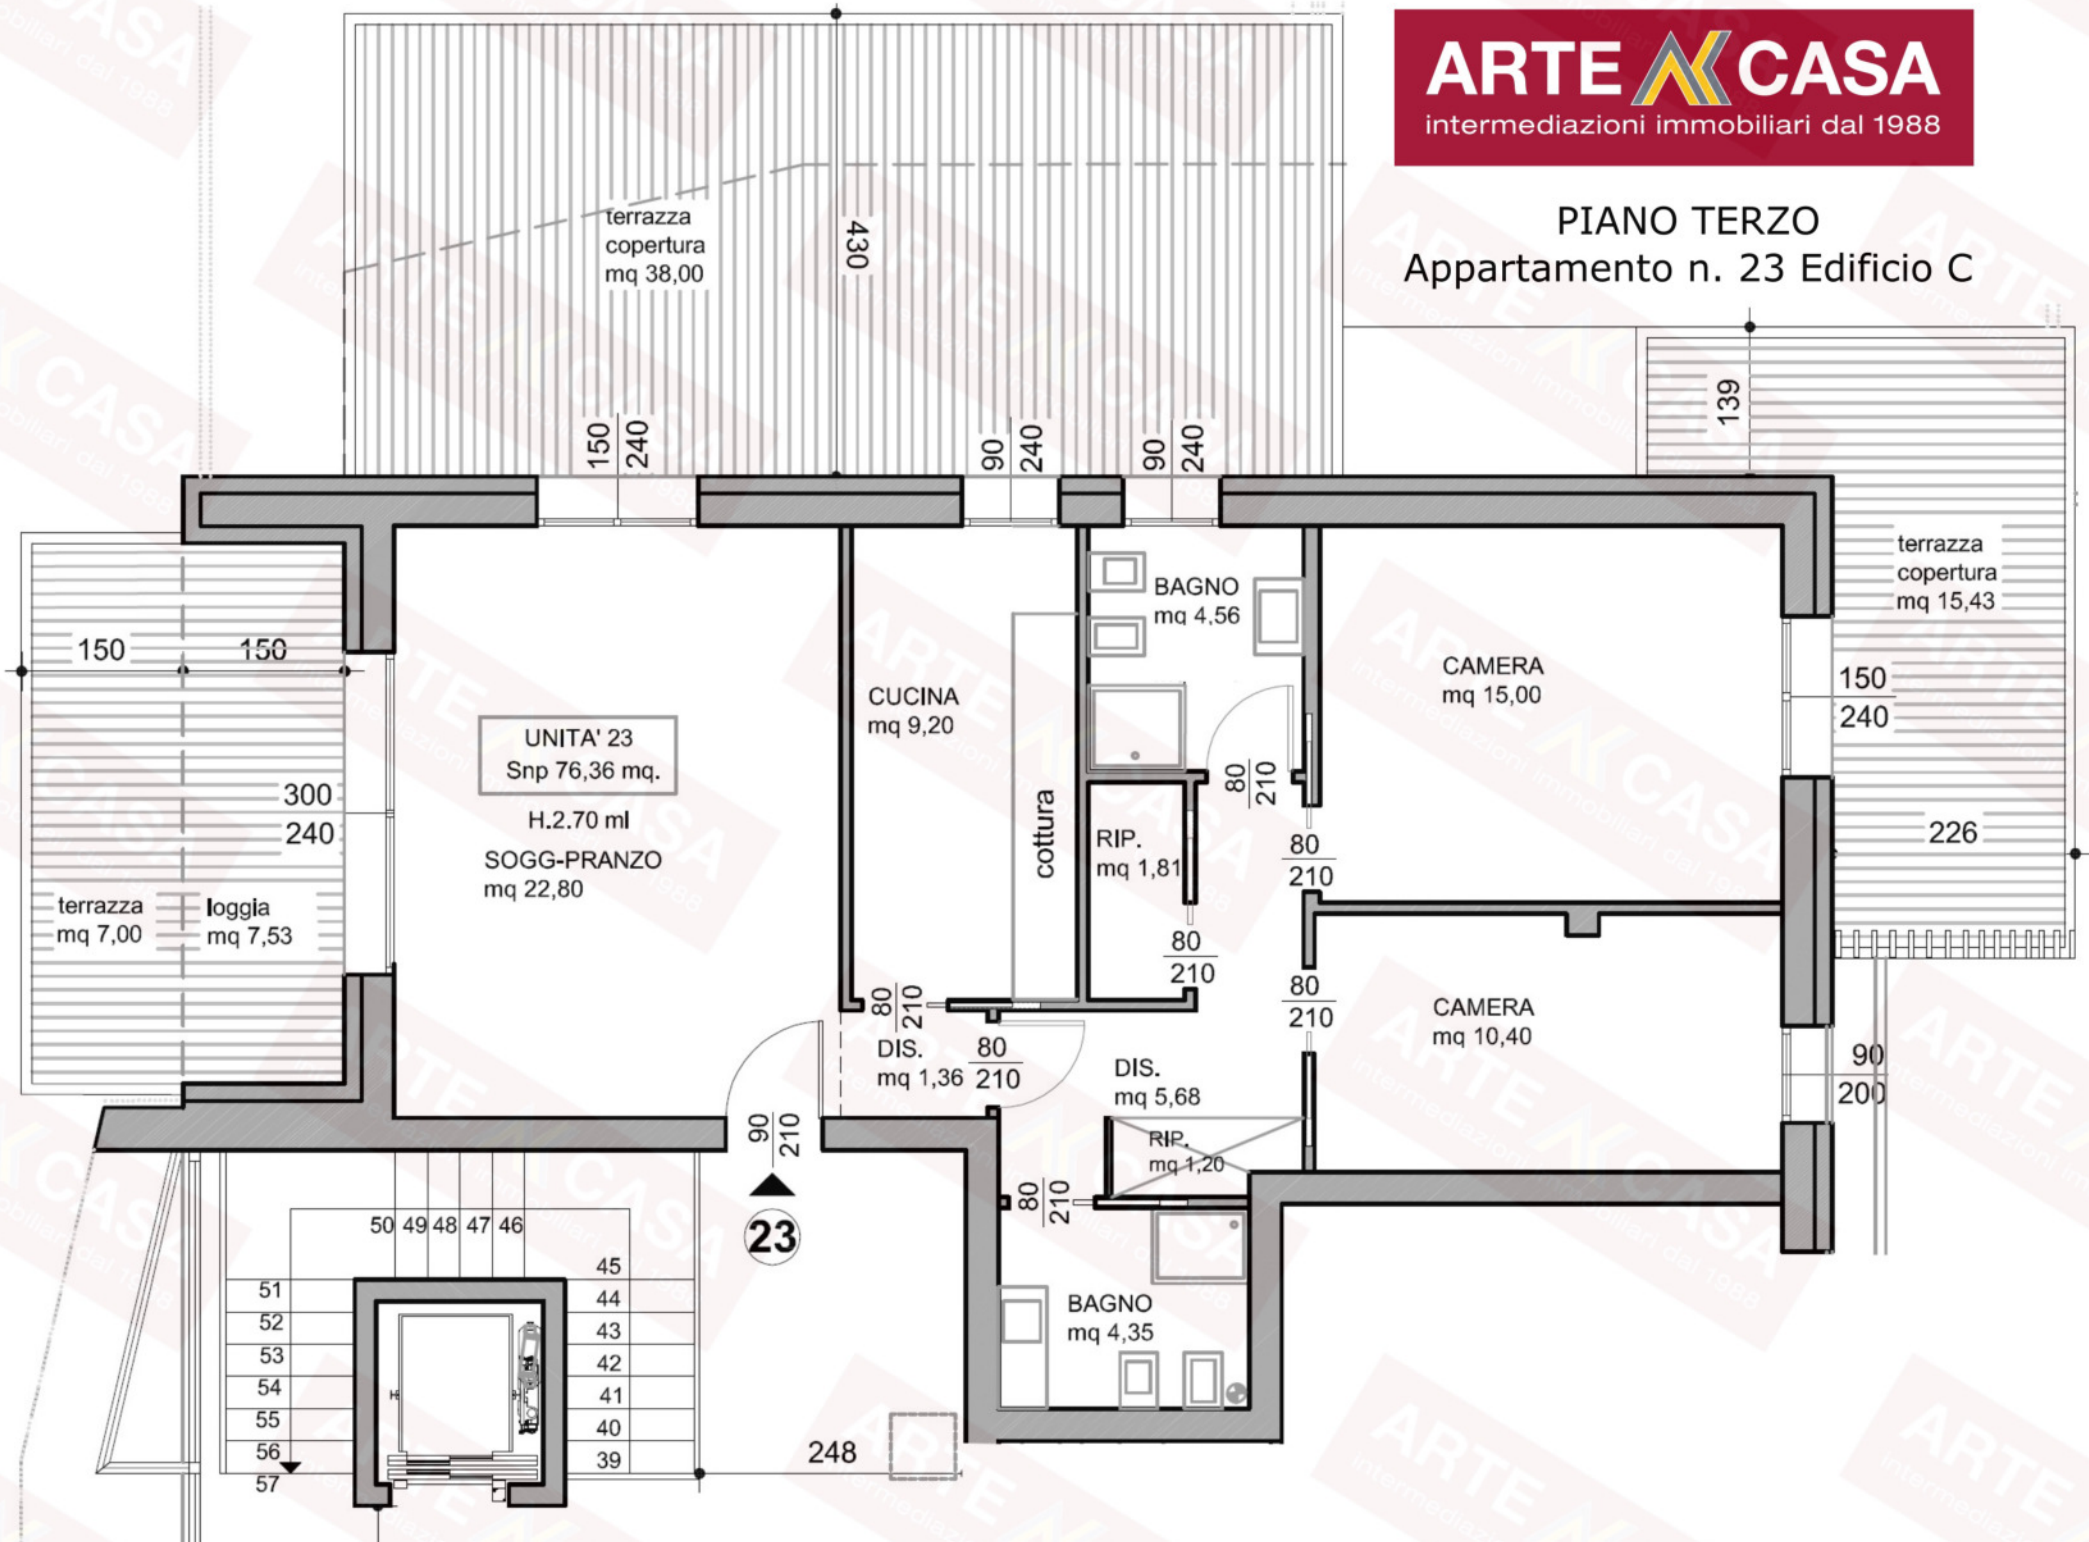 ARTE CASA
intermediazioni immobiliari dal 1988
PIANO TERZO
Appartamento n. 23 Edificio C
terrazza
copertura
mq 38,00
430
139
150
240
90
240
90
240
terrazza
copertura
mq 15,43
150
150
300
240
terrazza
mq 7,00
loggia
mq 7,53
UNITA' 23
Snp 76,36 mq.
H.2.70 ml
SOGG-PRANZO
mq 22,80
CUCINA
mq 9,20
cottura
BAGNO
mq 4,56
80
210
RIP.
mq 1,81
80
210
CAMERA
mq 15,00
80
210
150
240
226
CAMERA
mq 10,40
80
210
90
200
80
210
DIS.
mq 1,36
80
210
DIS.
mq 5,68
RIP.
mq 1,20
80
210
BAGNO
mq 4,35
90
210
23
50 49 48 47 46
45
44
43
42
41
40
39
51
52
53
54
55
56
57
248